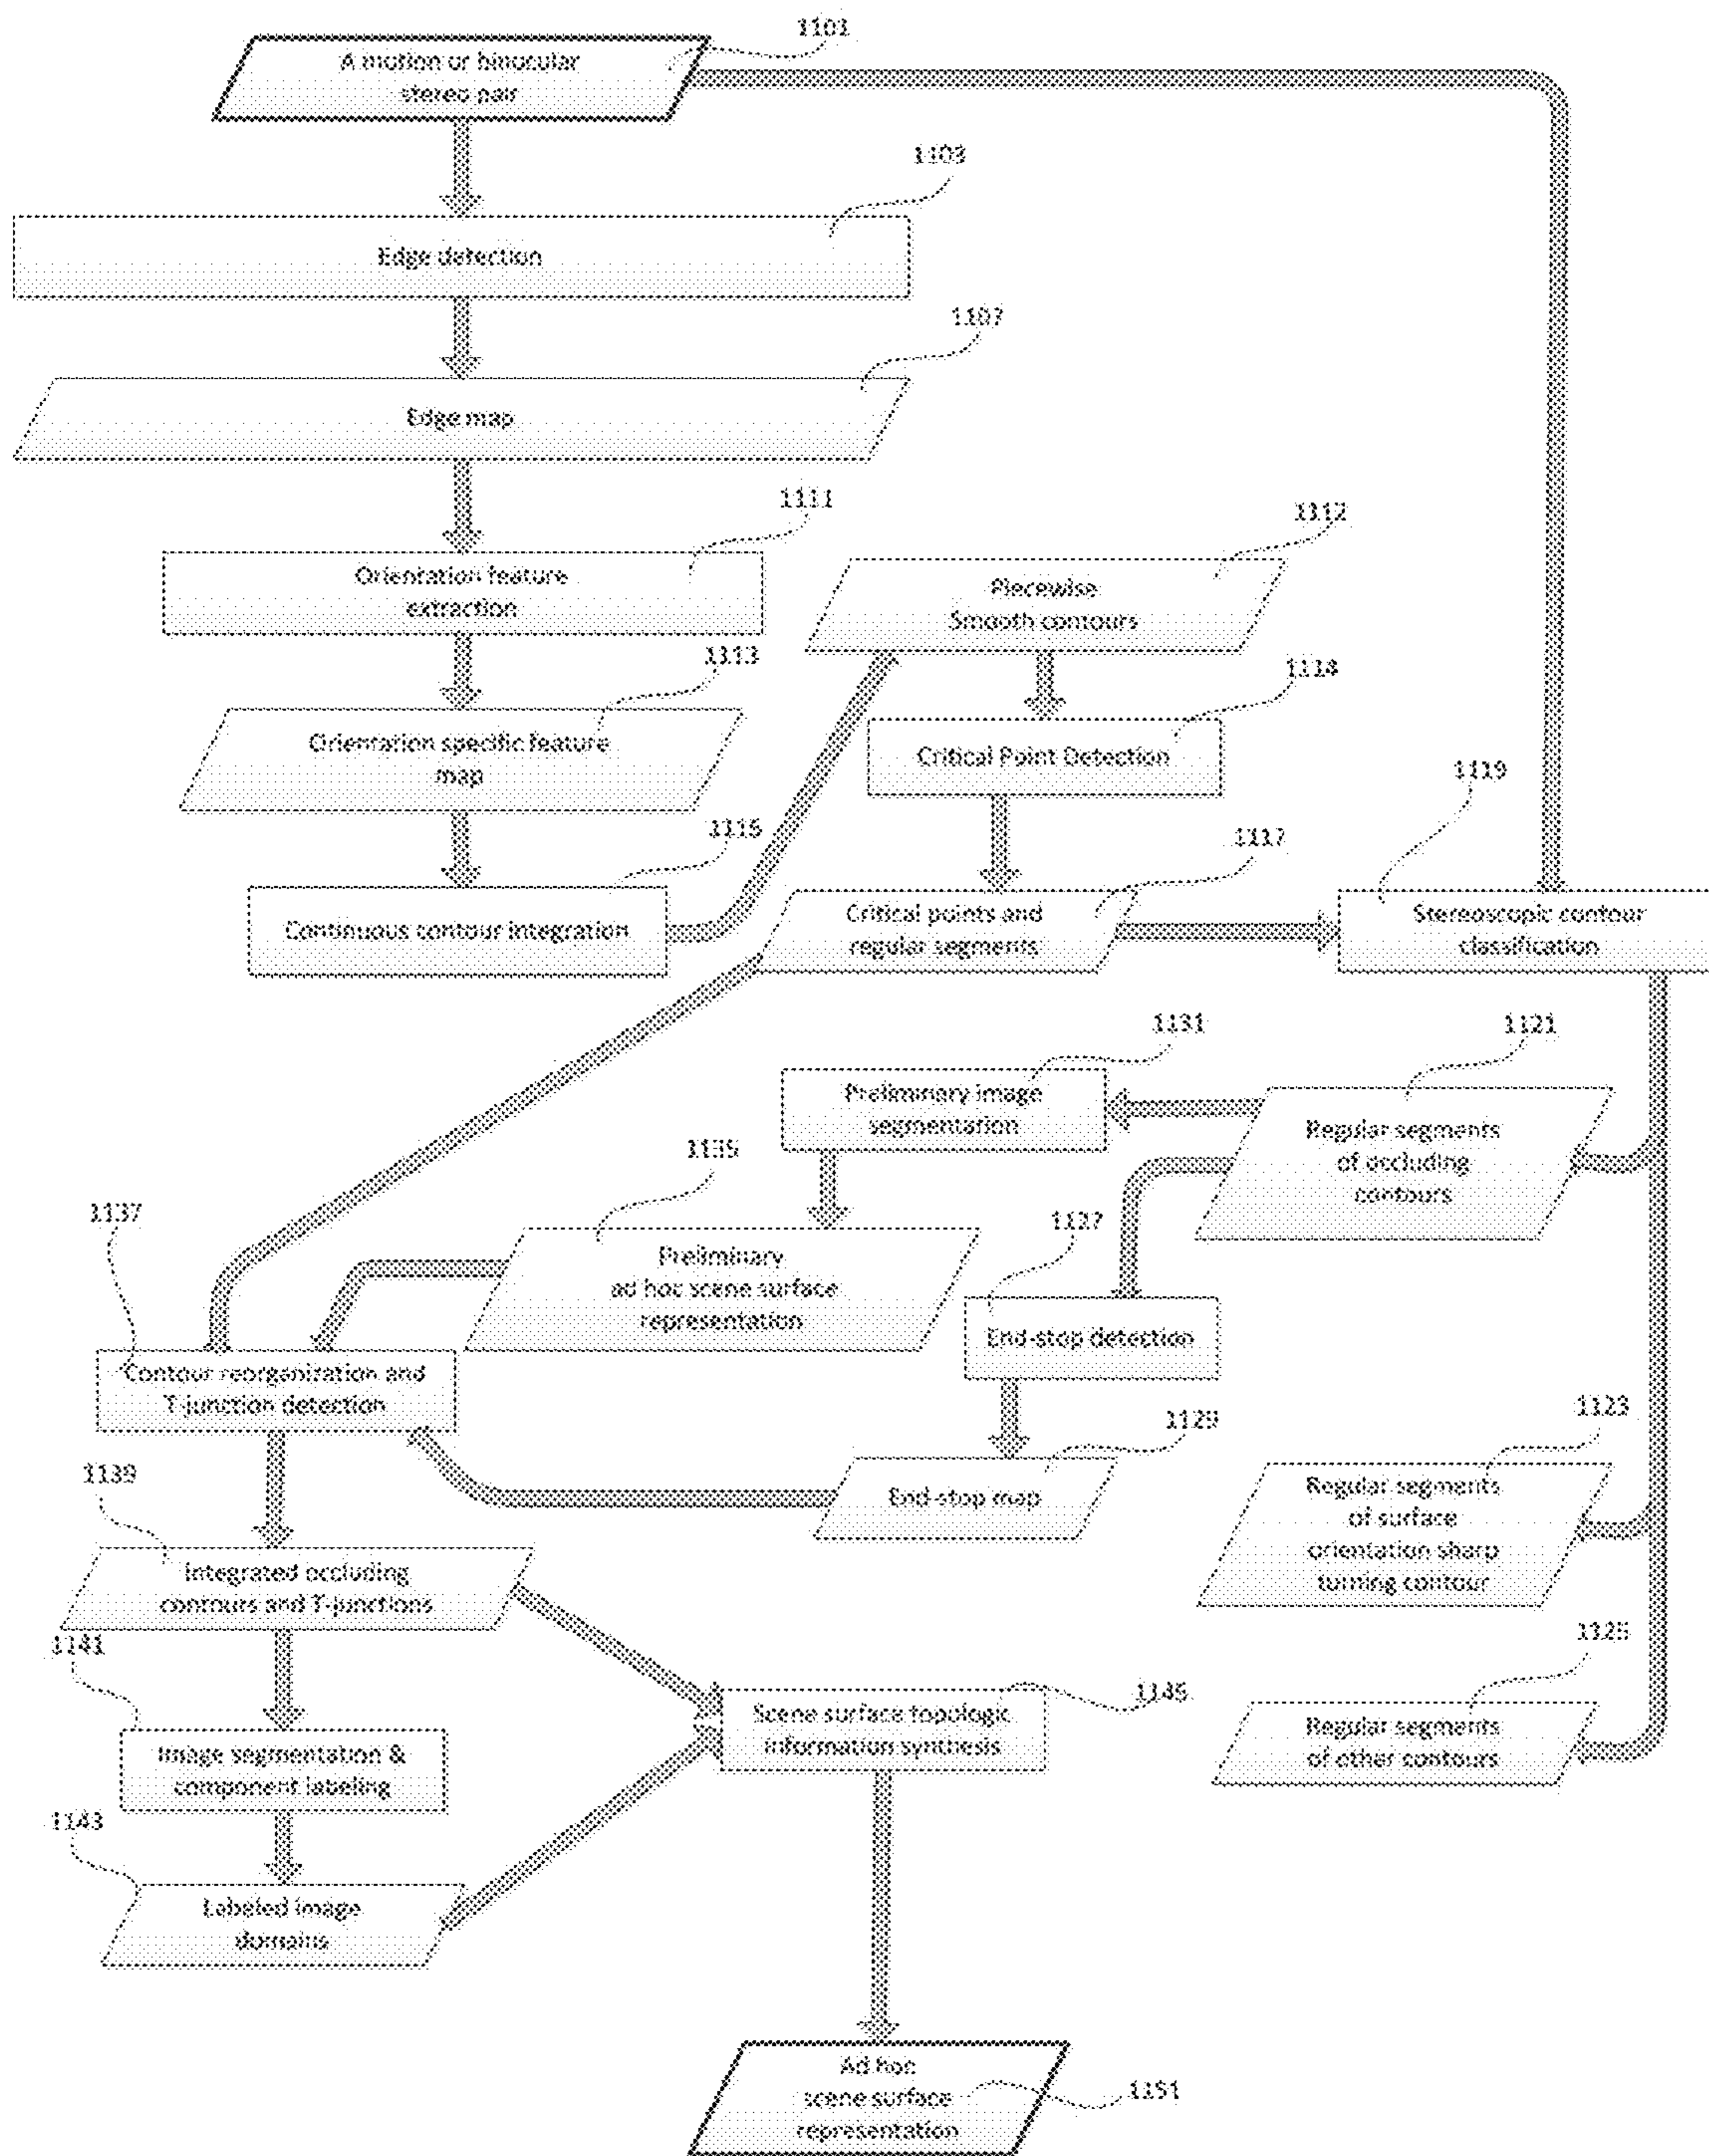 1101
A motion or binocular
stereo pair
1103
Edge detection
1107
Edge map
1111
Orientation feature
extraction
1112
Piecewise
Smooth contours
1113
Orientation specific feature
map
1114
Critical Point Detection
1115
Continuous contour integration
1117
Critical points and
regular segments
1119
Stereoscopic contour
classification
1131
Preliminary image
segmentation
1121
Regular segments
of occluding
contours
1135
Preliminary
ad hoc scene surface
representation
1127
End-stop detection
1137
Contour reorganization and
T-junction detection
1129
End-stop map
1123
Regular segments
of surface
orientation sharp
turning contour
1139
Integrated occluding
contours and T-junctions
1125
Regular segments
of other contours
1141
Image segmentation &
component labeling
1145
Scene surface topologic
information synthesis
1143
Labeled image
domains
1151
Ad hoc
scene surface
representation